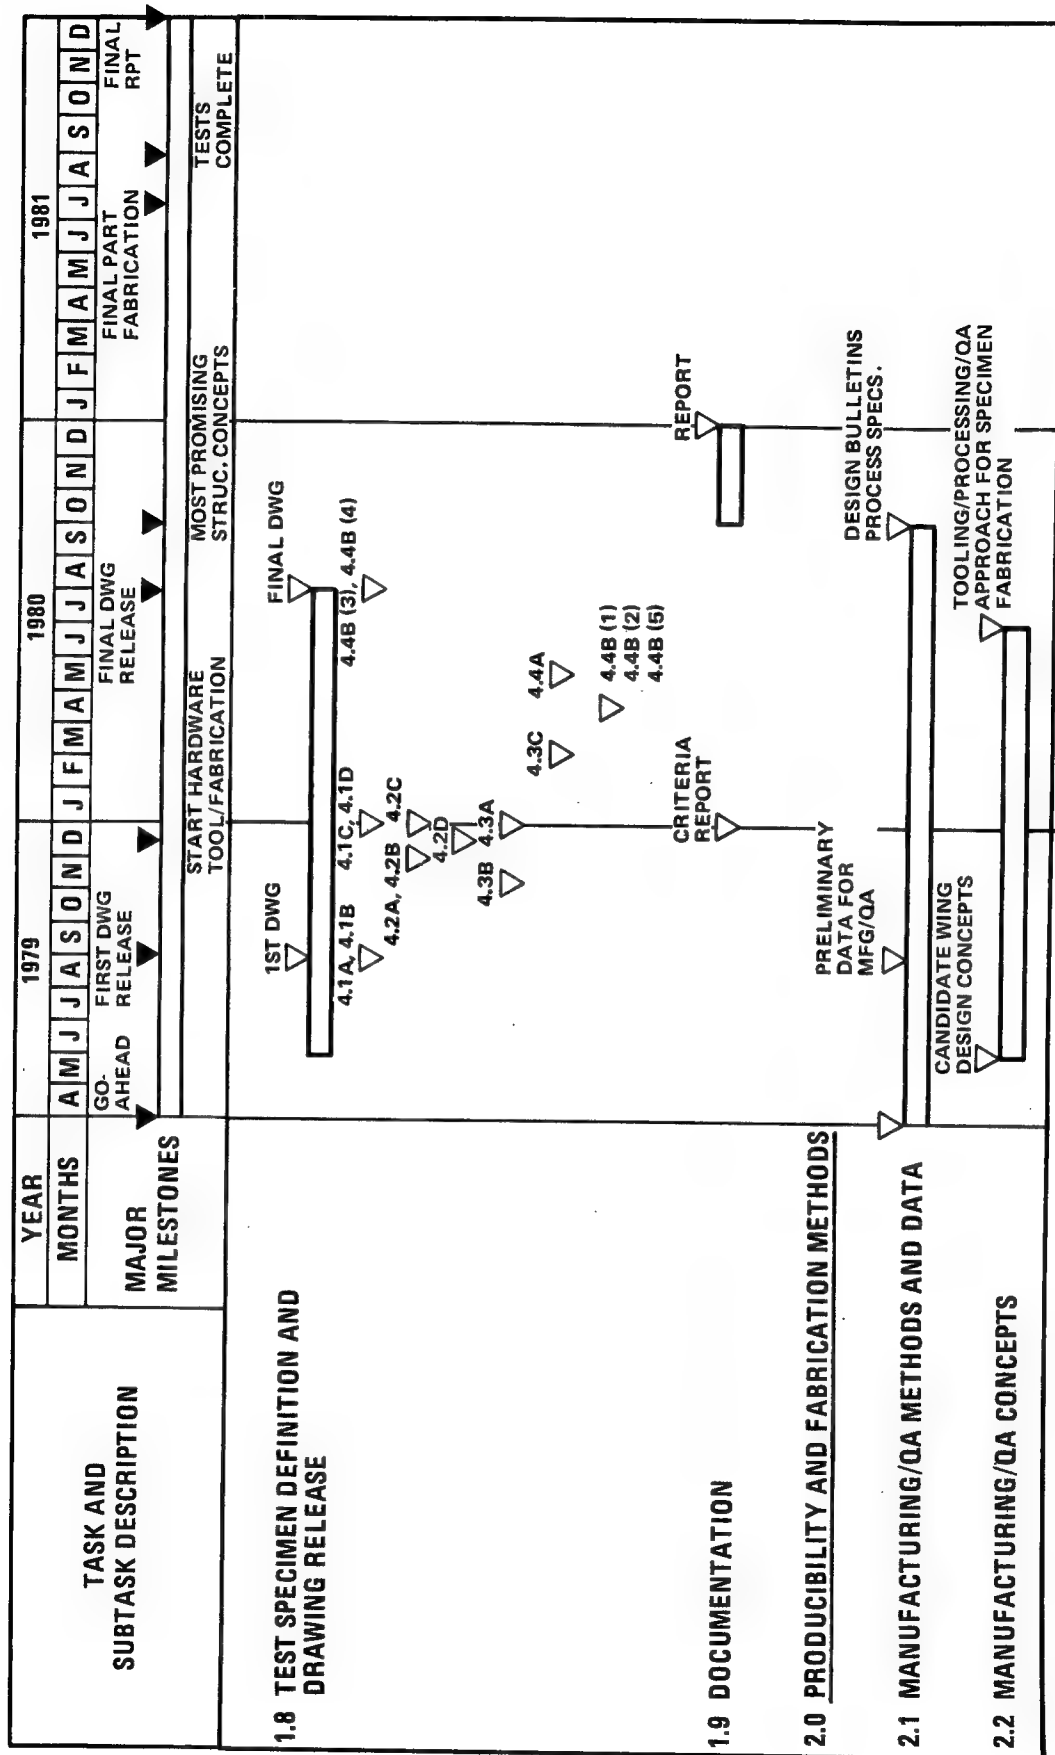 TASK AND
SUBTASK DESCRIPTION
YEAR
1979
1980
1981
MONTHS
A M J J A S O N D J F M A M J J A S O N D J F M A M J J A S O N D
MAJOR
MILESTONES
GO-
AHEAD
FIRST DWG
RELEASE
FINAL DWG
RELEASE
FINAL PART
FABRICATION
FINAL
RPT
START HARDWARE
TOOL/FABRICATION
MOST PROMISING
STRUC. CONCEPTS
TESTS
COMPLETE
1.8 TEST SPECIMEN DEFINITION AND
DRAWING RELEASE
1ST DWG
FINAL DWG
4.1A, 4.1B
4.1C, 4.1D
4.4B (3), 4.4B (4)
4.2A, 4.2B
4.2C
4.2D
4.3B
4.3A
4.3C
4.4A
4.4B (1)
4.4B (2)
4.4B (5)
1.9 DOCUMENTATION
CRITERIA
REPORT
REPORT
2.0 PRODUCIBILITY AND FABRICATION METHODS
2.1 MANUFACTURING/QA METHODS AND DATA
PRELIMINARY
DATA FOR
MFG/QA
DESIGN BULLETINS
PROCESS SPECS.
2.2 MANUFACTURING/QA CONCEPTS
CANDIDATE WING
DESIGN CONCEPTS
TOOLING/PROCESSING/QA
APPROACH FOR SPECIMEN
FABRICATION